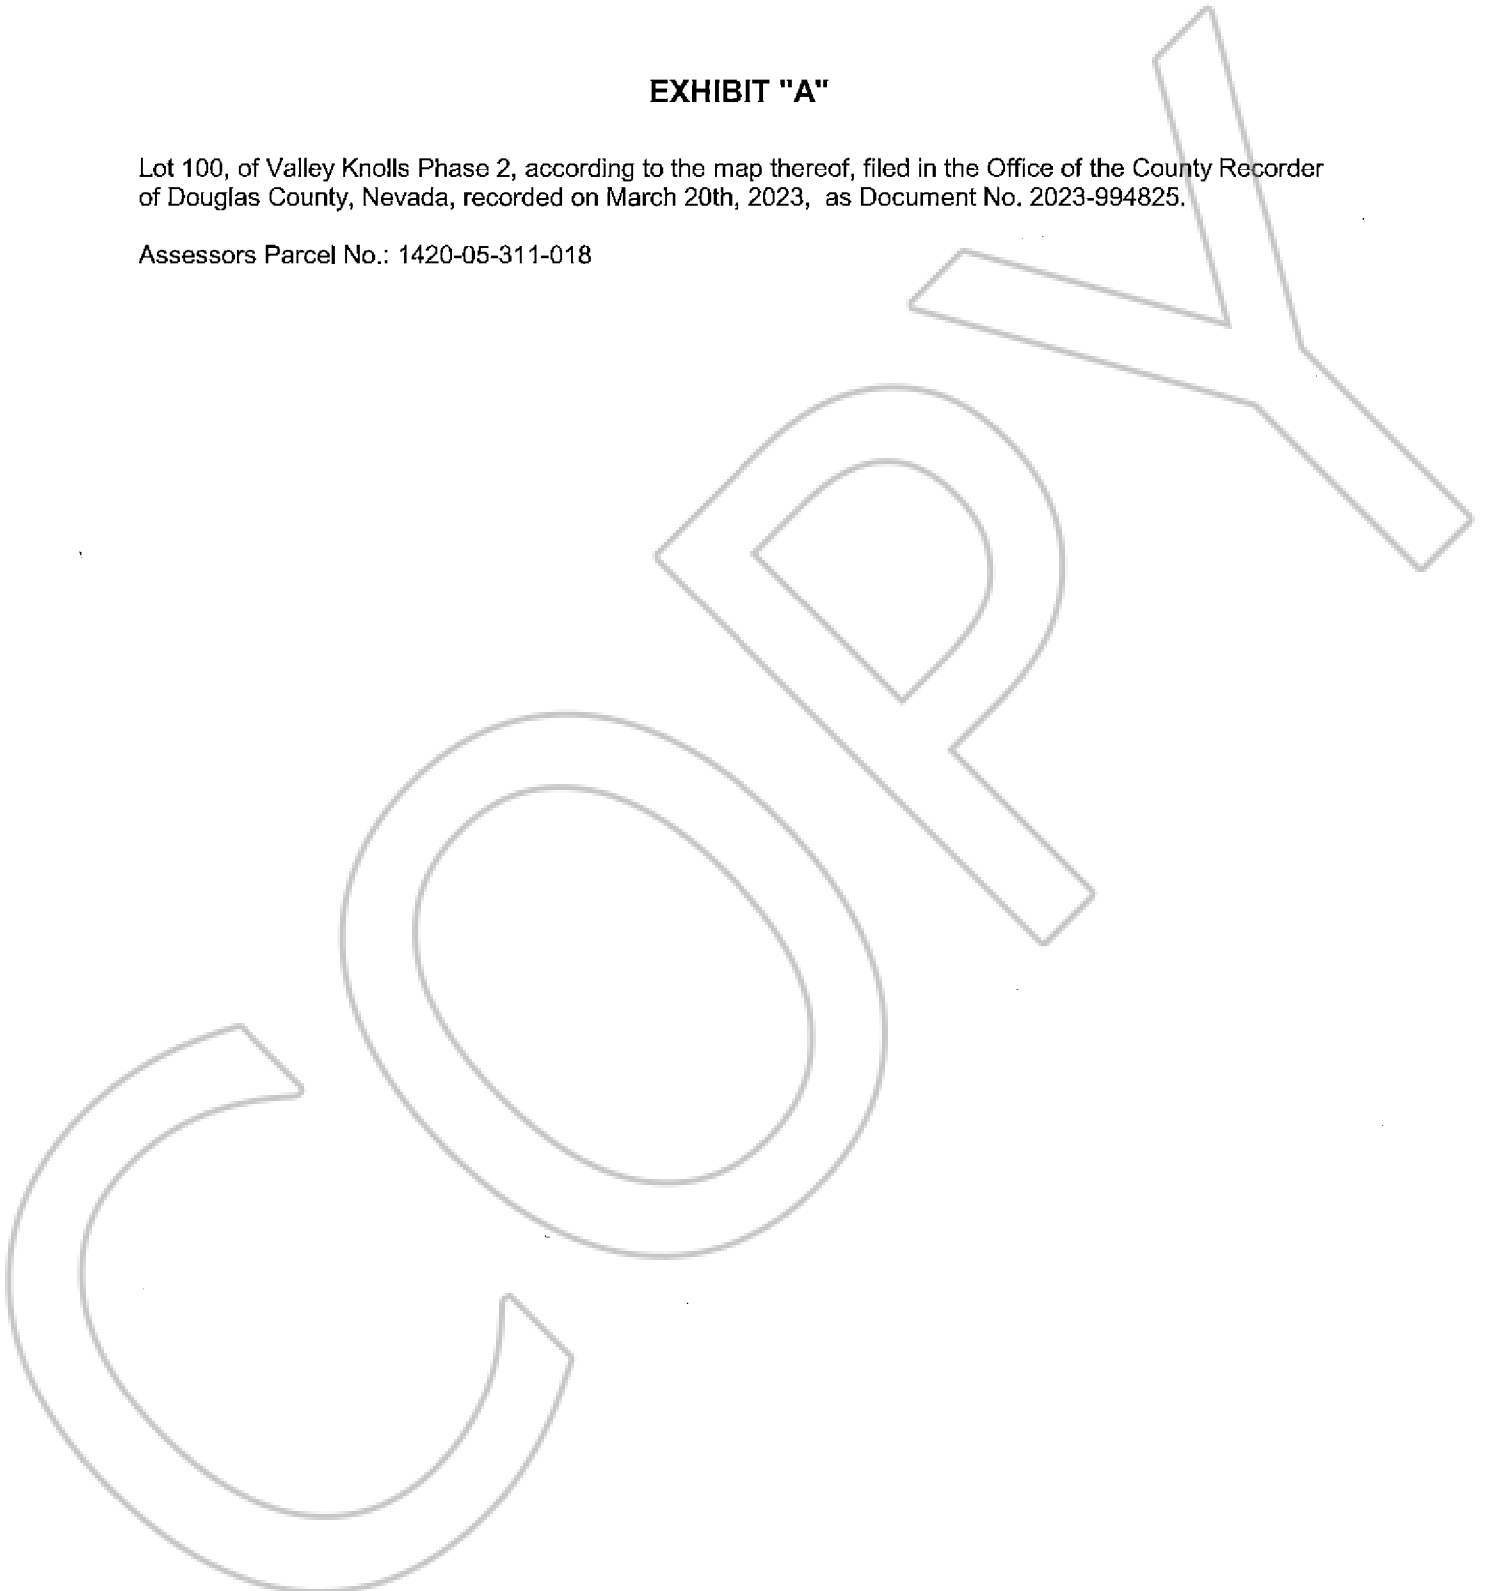 EXHIBIT "A"
Lot 100, of Valley Knolls Phase 2, according to the map thereof, filed in the Office of the County Recorder
of Douglas County, Nevada, recorded on March 20th, 2023, as Document No. 2023-994825.
Assessors Parcel No.: 1420-05-311-018
COPY